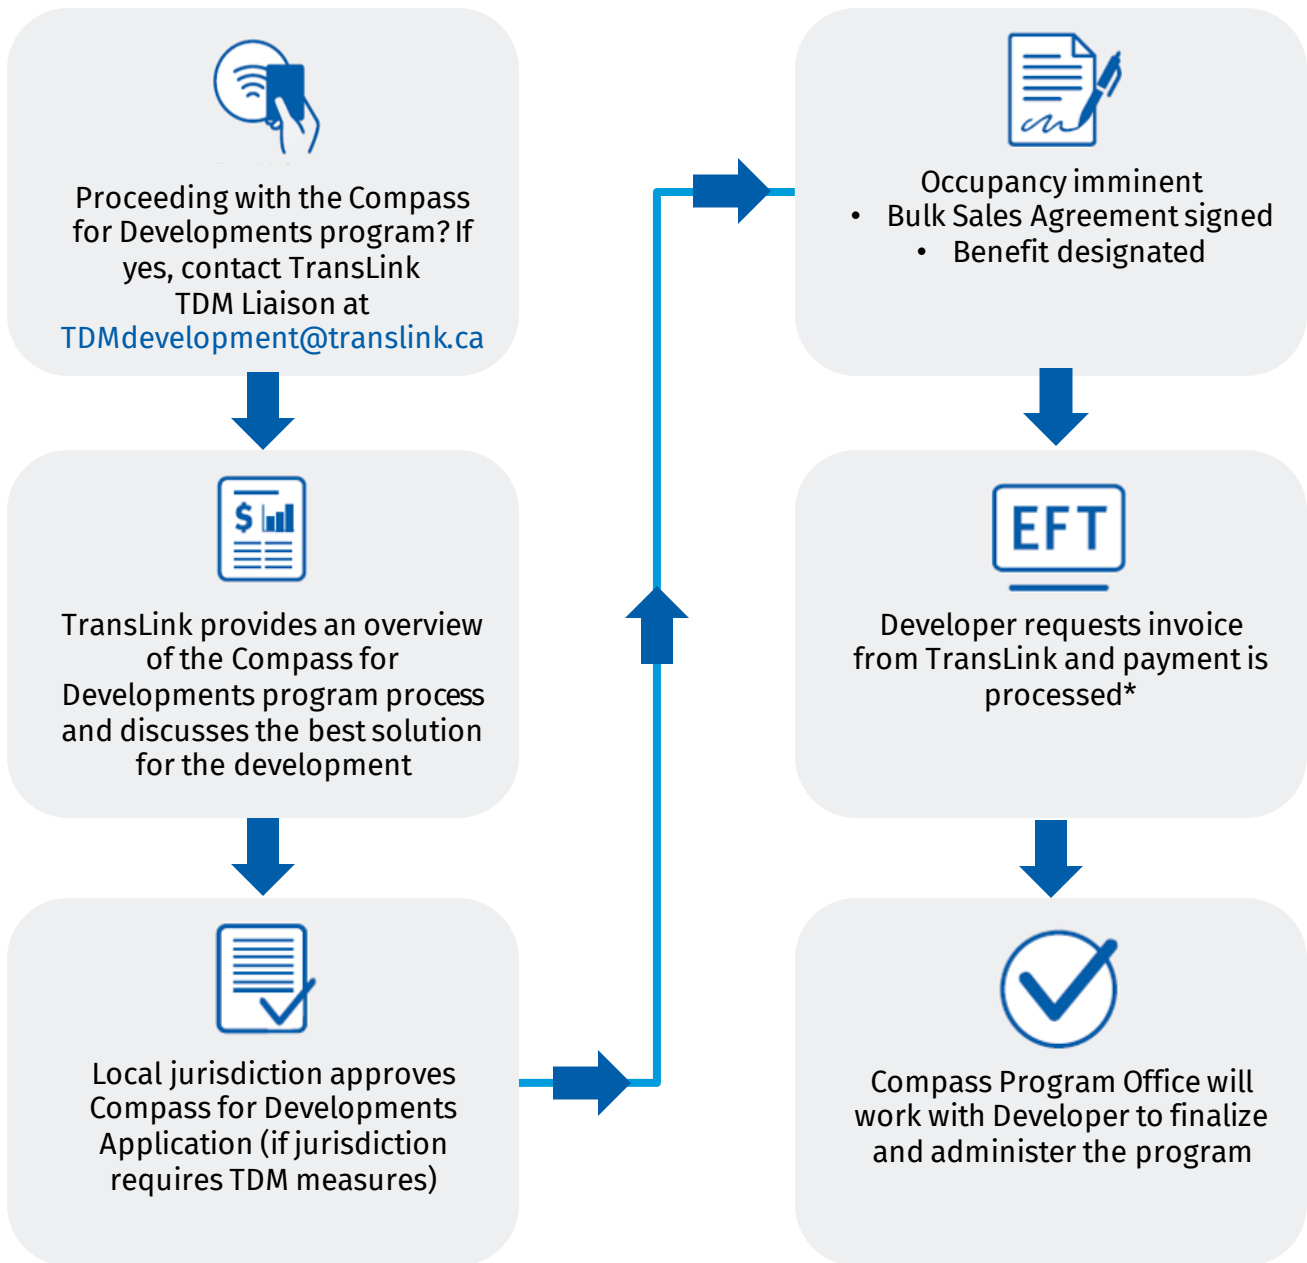 Proceeding with the Compass
for Developments program? If
yes, contact TransLink
TDM Liaison at
TDMdevelopment@translink.ca
$
TransLink provides an overview
of the Compass for
Developments program process
and discusses the best solution
for the development
Local jurisdiction approves
Compass for Developments
Application (if jurisdiction
requires TDM measures)
Occupancy imminent
• Bulk Sales Agreement signed
• Benefit designated
EFT
Developer requests invoice
from TransLink and payment is
processed*
Compass Program Office will
work with Developer to finalize
and administer the program